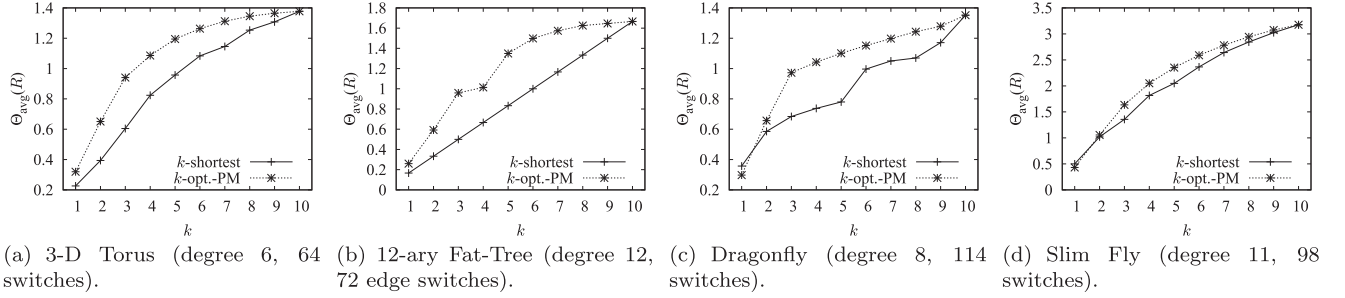 1.4
1.2
1
0.8
0.6
0.4
0.2
Θavg(R)
k-shortest
k-opt.-PM
1 2 3 4 5 6 7 8 9 10
k
(a) 3-D Torus (degree 6, 64
switches).
1.8
1.6
1.4
1.2
1
0.8
0.6
0.4
0.2
0
Θavg(R)
k-shortest
k-opt.-PM
1 2 3 4 5 6 7 8 9 10
k
(b) 12-ary Fat-Tree (degree 12,
72 edge switches).
1.4
1.2
1
0.8
0.6
0.4
0.2
Θavg(R)
k-shortest
k-opt.-PM
1 2 3 4 5 6 7 8 9 10
k
(c) Dragonfly (degree 8, 114
switches).
3.5
3
2.5
2
1.5
1
0.5
0
Θavg(R)
k-shortest
k-opt.-PM
1 2 3 4 5 6 7 8 9 10
k
(d) Slim Fly (degree 11, 98
switches).